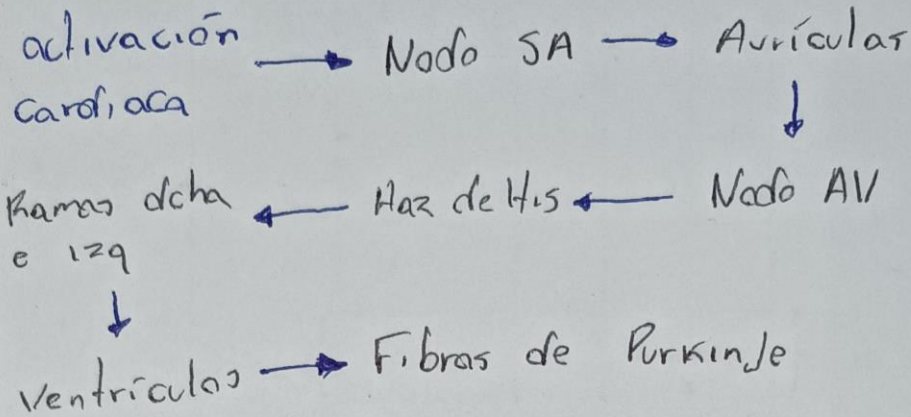 activación
cardiaca → Nodo SA → Aurículas
↓
Ramas dcha ← Haz de His ← Nodo AV
e izq
↓
Ventrículos → Fibras de Purkinje